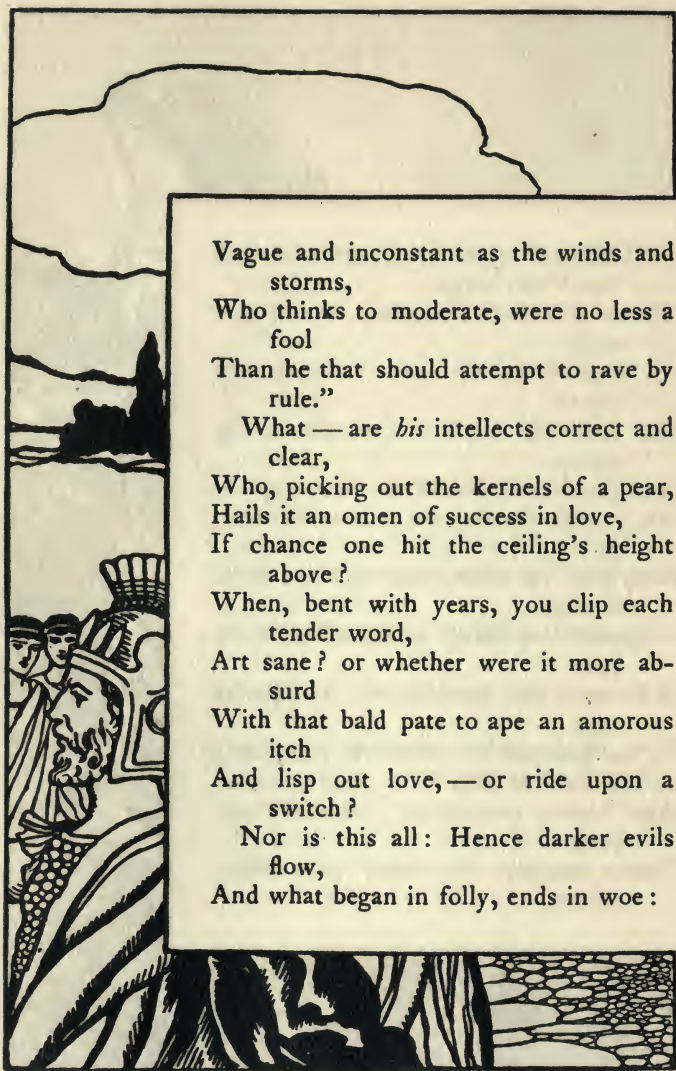 Vague and inconstant as the winds and
storms,
Who thinks to moderate, were no less a
fool
Than he that should attempt to rave by
rule.”
What — are his intellects correct and
clear,
Who, picking out the kernels of a pear,
Hails it an omen of success in love,
If chance one hit the ceiling's height
above?
When, bent with years, you clip each
tender word,
Art sane? or whether were it more ab-
surd
With that bald pate to ape an amorous
itch
And lisp out love, — or ride upon a
switch?
Nor is this all: Hence darker evils
flow,
And what began in folly, ends in woe: